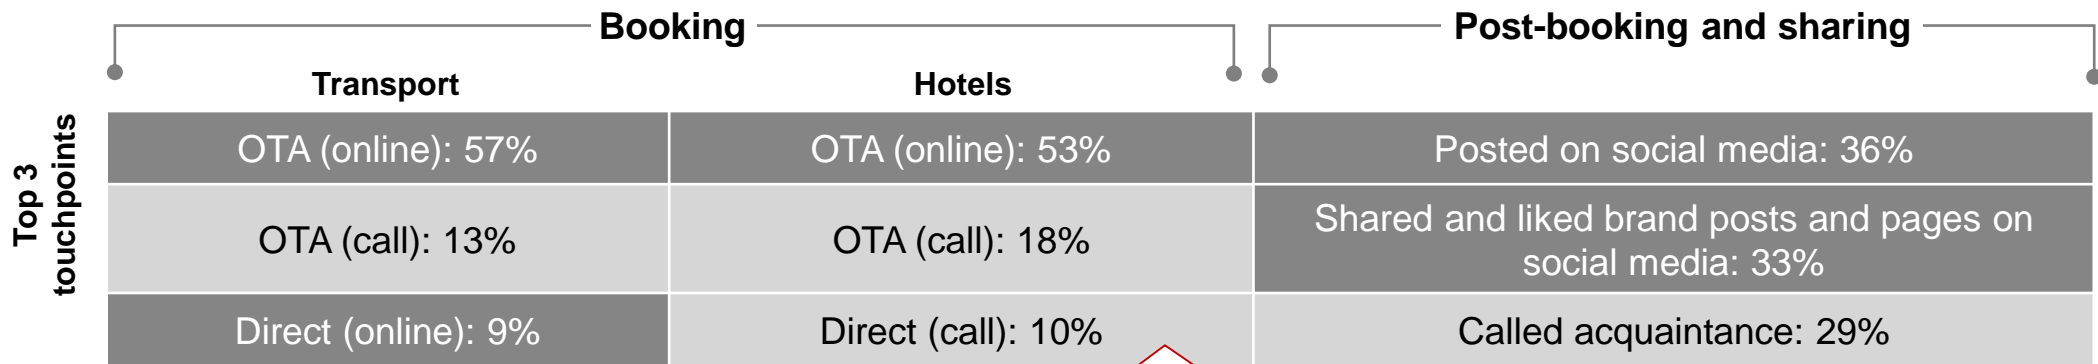 Booking
Post-booking and sharing
Transport
Hotels
Top 3
touchpoints
OTA (online): 57%
OTA (online): 53%
Posted on social media: 36%
OTA (call): 13%
OTA (call): 18%
Shared and liked brand posts and pages on
social media: 33%
Direct (online): 9%
Direct (call): 10%
Called acquaintance: 29%